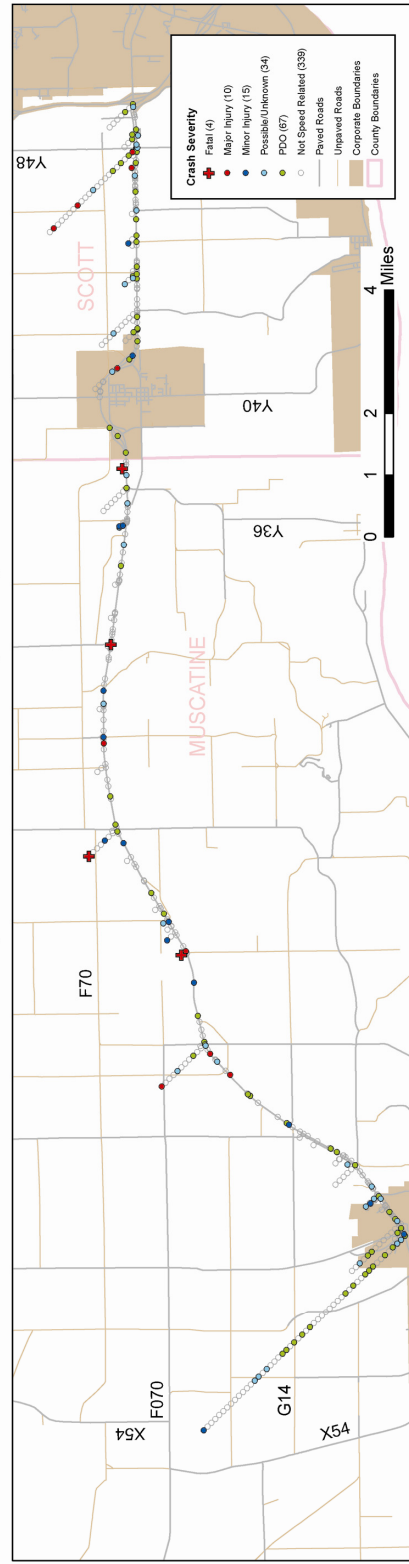 Y48
SCOTT
Y40
Y36
MUSCATINE
F70
F070
X54
G14
X54
Crash Severity
Fatal (4)
Major Injury (10)
Minor Injury (15)
Possible/Unknown (34)
PDO (67)
Not Speed Related (339)
Paved Roads
Unpaved Roads
Corporate Boundaries
County Boundaries
0 1 2 4
Miles